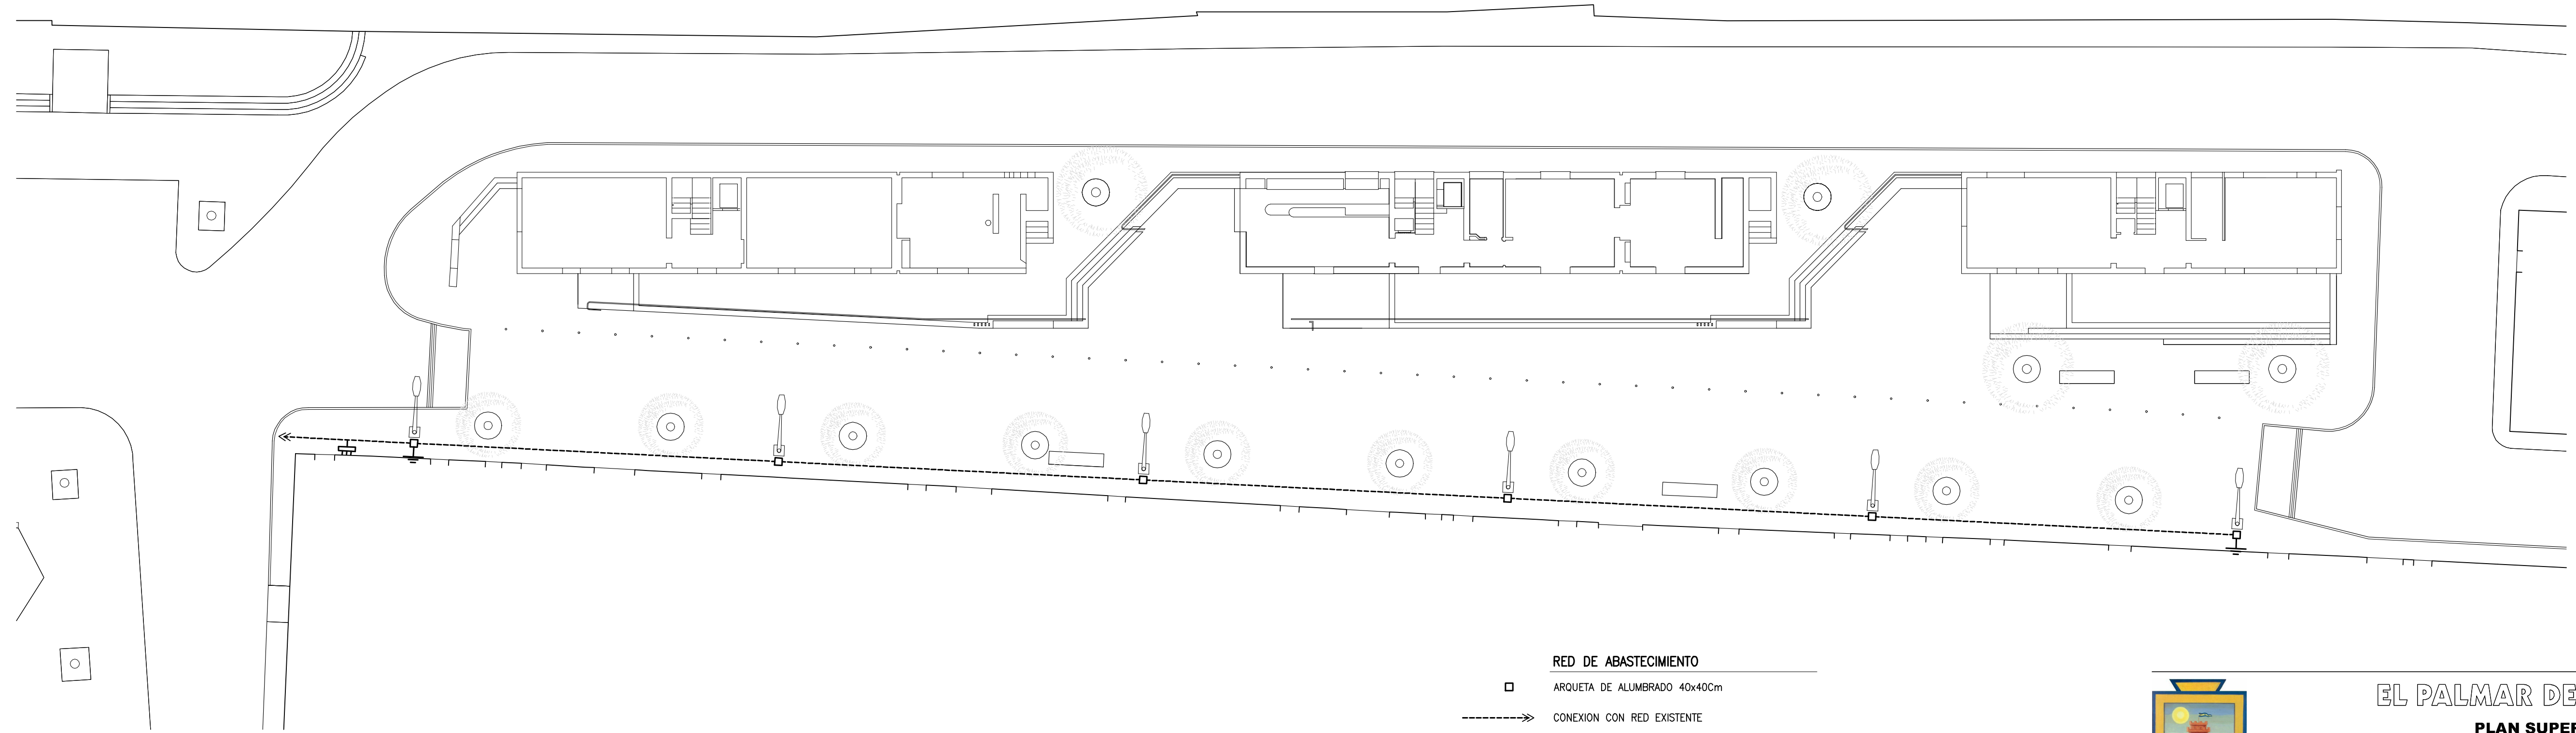 RED DE ABASTECIMIENTO
ARQUETA DE ALUMBRADO 40x40Cm
CONEXION CON RED EXISTENTE
EL PALMAR DE
PLAN SUPER